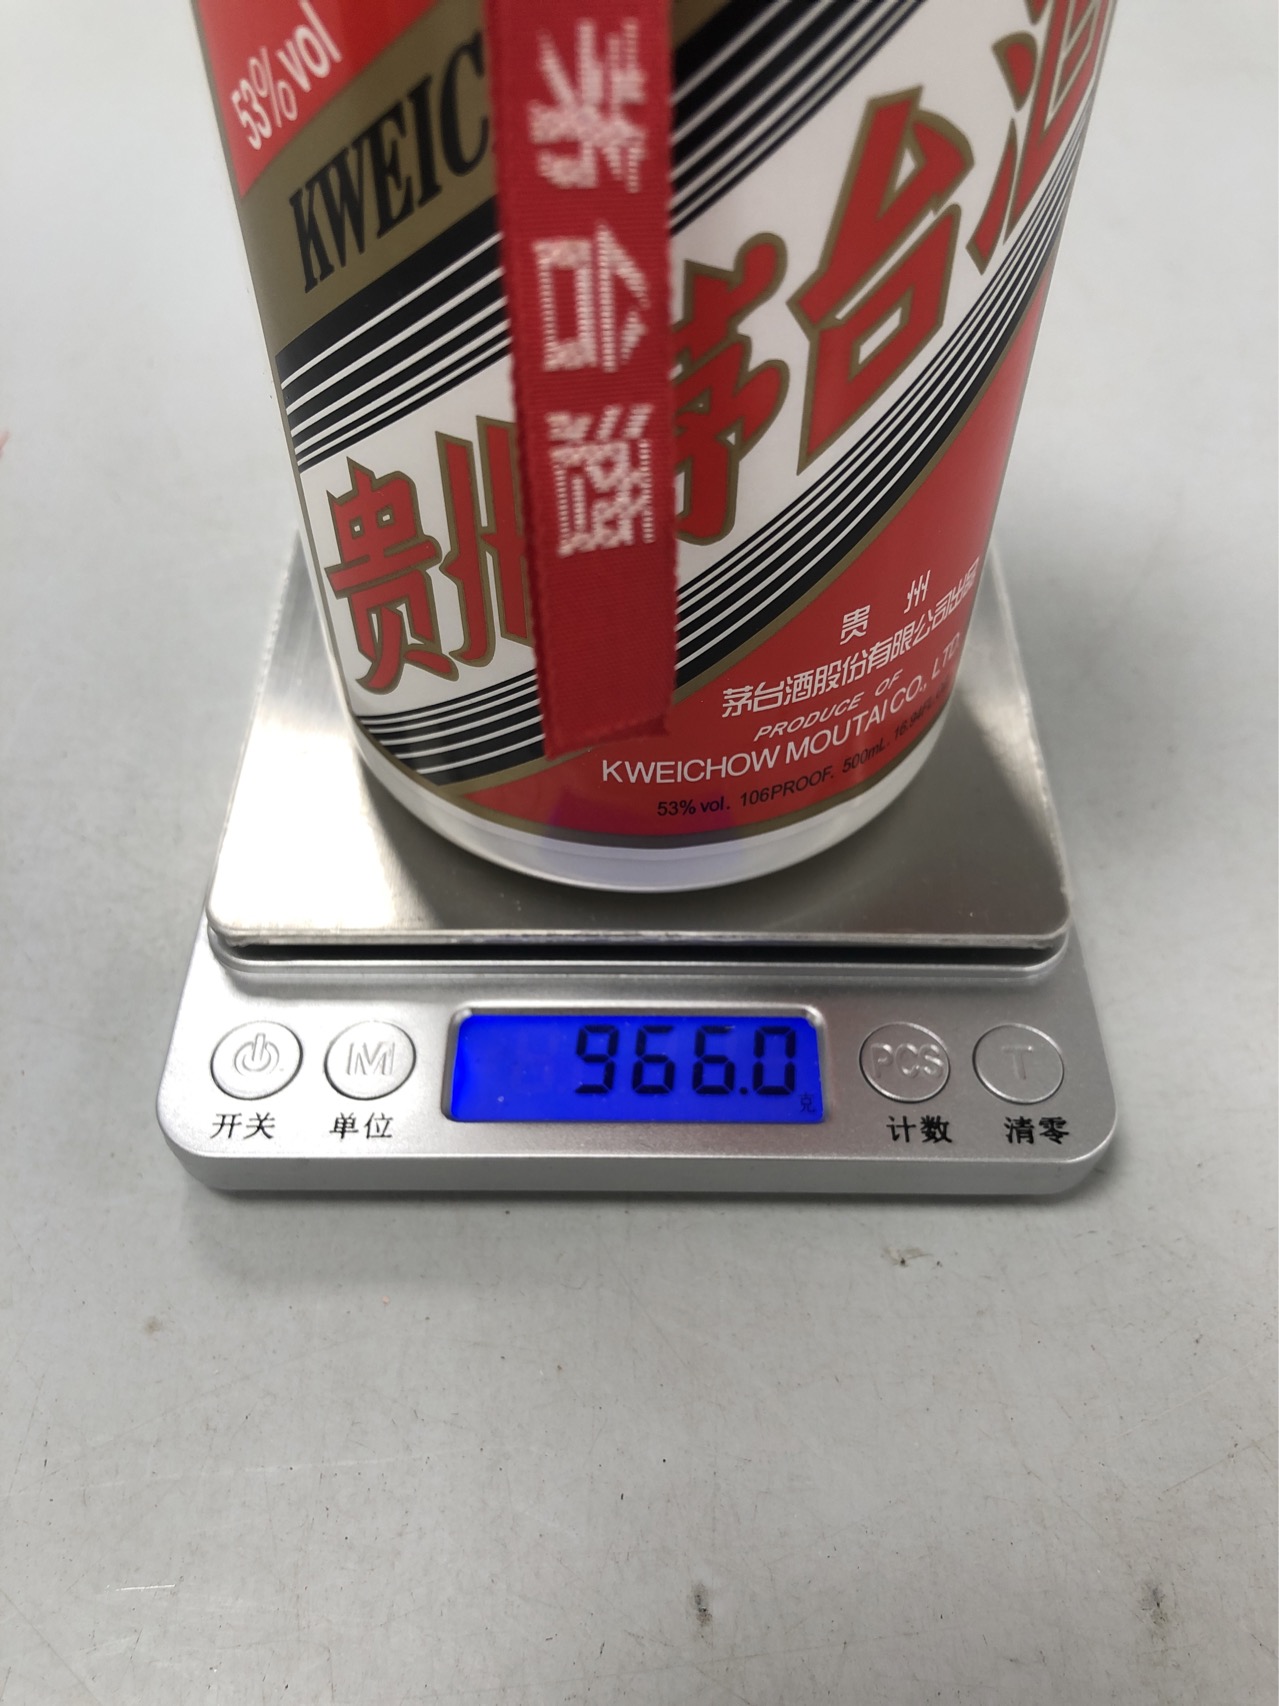 53%vol
KWEIC
茅台酒
贵州茅台酒
贵州
茅台酒股份有限公司出品
PRODUCE OF
KWEICHOW MOUTAI CO., LTD.
53% vol. 106PROOF. 500mL.
966.0
克
M
PCS
T
开关
单位
计数
清零